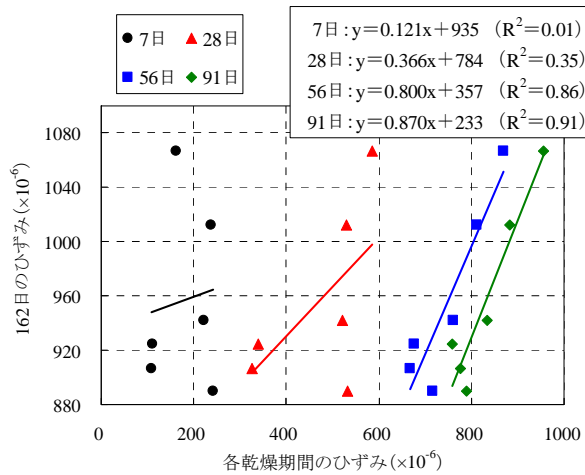 7日 28日
56日 91日
7日：y=0.121x＋935 （R²＝0.01）
28日：y=0.366x＋784 （R²＝0.35）
56日：y=0.800x＋357 （R²＝0.86）
91日：y=0.870x＋233 （R²＝0.91）
1080
1040
1000
960
920
880
162日のひずみ(×10⁻⁶)
0 200 400 600 800 1000
各乾燥期間のひずみ(×10⁻⁶)